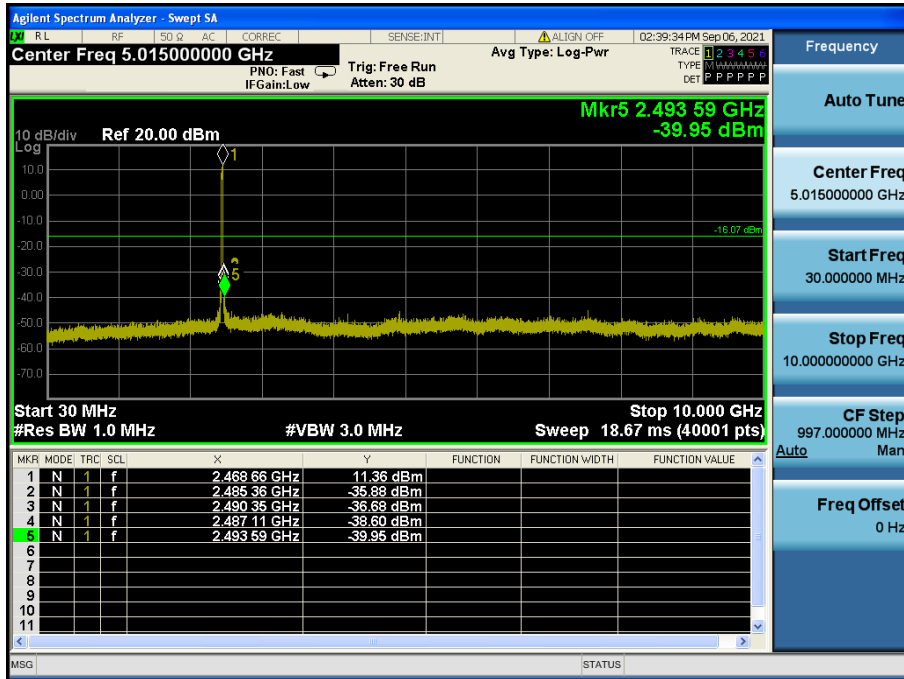 Agilent Spectrum Analyzer - Swept SA
LXI RL RF 50 Ω AC CORREC SENSE:INT ALIGN OFF 02:39:34 PM Sep 06, 2021
Center Freq 5.015000000 GHz
PNO: Fast
IFGain:Low
Trig: Free Run
Atten: 30 dB
Avg Type: Log-Pwr
TRACE 1 2 3 4 5 6
TYPE M WWWWW
DET P P P P P P
Mkr5 2.493 59 GHz
-39.95 dBm
10 dB/div Ref 20.00 dBm
Log
1
10.0
0.00
-10.0
-16.07 dBm
-20.0
-30.0
5
-40.0
-50.0
-60.0
-70.0
Start 30 MHz Stop 10.000 GHz
#Res BW 1.0 MHz #VBW 3.0 MHz Sweep 18.67 ms (40001 pts)
MKR MODE TRC SCL X Y FUNCTION FUNCTION WIDTH FUNCTION VALUE
1 N 1 f 2.468 66 GHz 11.36 dBm
2 N 1 f 2.485 36 GHz -35.88 dBm
3 N 1 f 2.490 35 GHz -36.68 dBm
4 N 1 f 2.487 11 GHz -38.60 dBm
5 N 1 f 2.493 59 GHz -39.95 dBm
6
7
8
9
10
11
MSG STATUS
Frequency
Auto Tune
Center Freq
5.015000000 GHz
Start Freq
30.000000 MHz
Stop Freq
10.000000000 GHz
CF Step
997.000000 MHz
Auto Man
Freq Offset
0 Hz